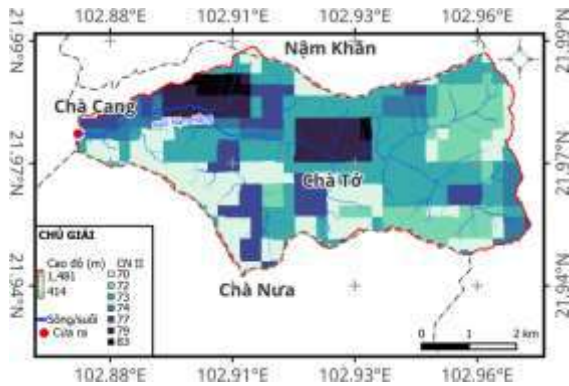 102.88°E 102.91°E 102.93°E 102.96°E
21.99°N 21.99°N
Nậm Khăn
Chà Cang
21.97°N 21.97°N
Chà Tở
CHÚ GIẢI
Cao độ (m) CN II
1,481
414
70
72
73
74
77
79
83
Sông/suối
Cửa ra
Chà Nưa
21.94°N 21.94°N
0 1 2 km
102.88°E 102.91°E 102.93°E 102.96°E